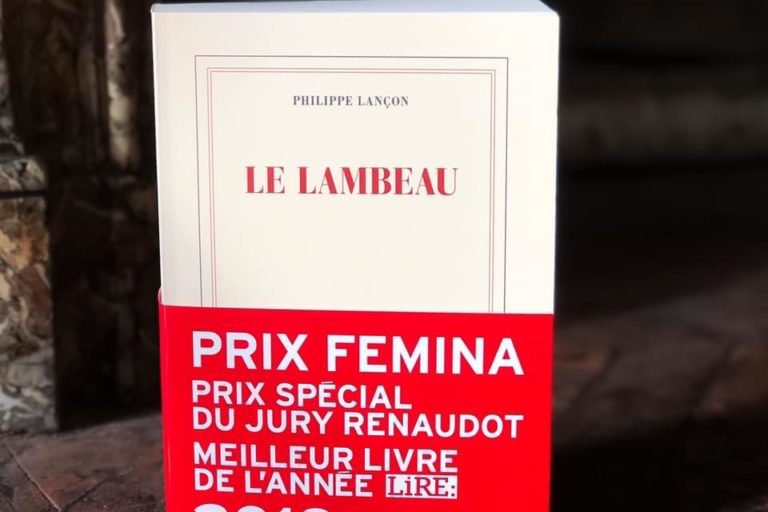 PHILIPPE LANÇON
LE LAMBEAU
PRIX FEMINA
PRIX SPÉCIAL
DU JURY RENAUDOT
MEILLEUR LIVRE
DE L'ANNÉE LiRE: